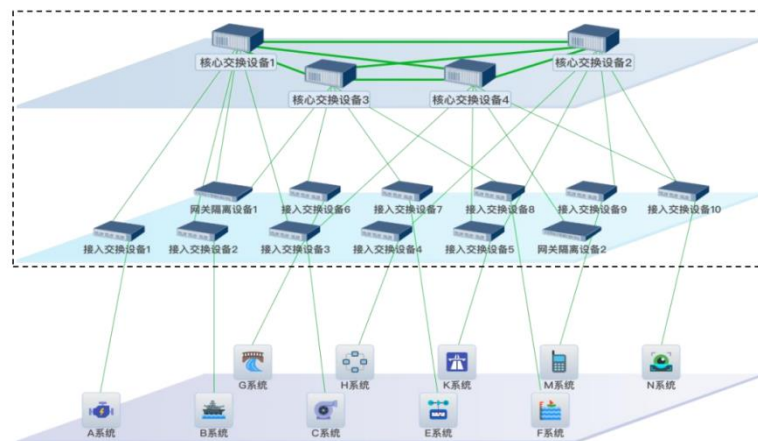 核心交换设备1
核心交换设备2
核心交换设备3
核心交换设备4
网关隔离设备1
接入交换设备6
接入交换设备7
接入交换设备8
接入交换设备9
接入交换设备10
接入交换设备1
接入交换设备2
接入交换设备3
接入交换设备4
接入交换设备5
网关隔离设备2
G系统
H系统
K系统
M系统
N系统
A系统
B系统
C系统
E系统
F系统